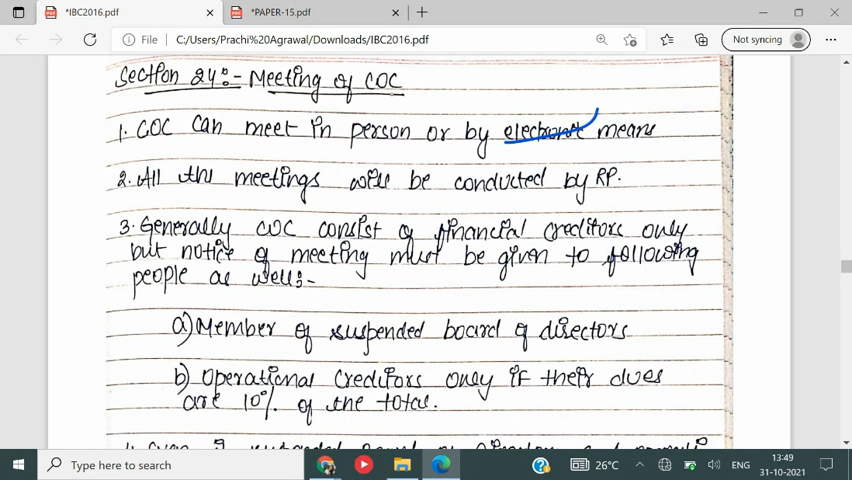 *IBC2016.pdf
*PAPER-15.pdf
File
C:/Users/Prachi%20Agrawal/Downloads/IBC2016.pdf
Not syncing
Section 24:- Meeting of COC
1. COC can meet in person or by electronic means
2. All the meetings will be conducted by RP.
3. Generally COC consist of financial creditors only
but notice of meeting must be given to following
people as well:-
a) Member of suspended board of directors
b) Operational creditors only if their dues
are 10% of the total.
Type here to search
26°C
ENG
13:49
31-10-2021